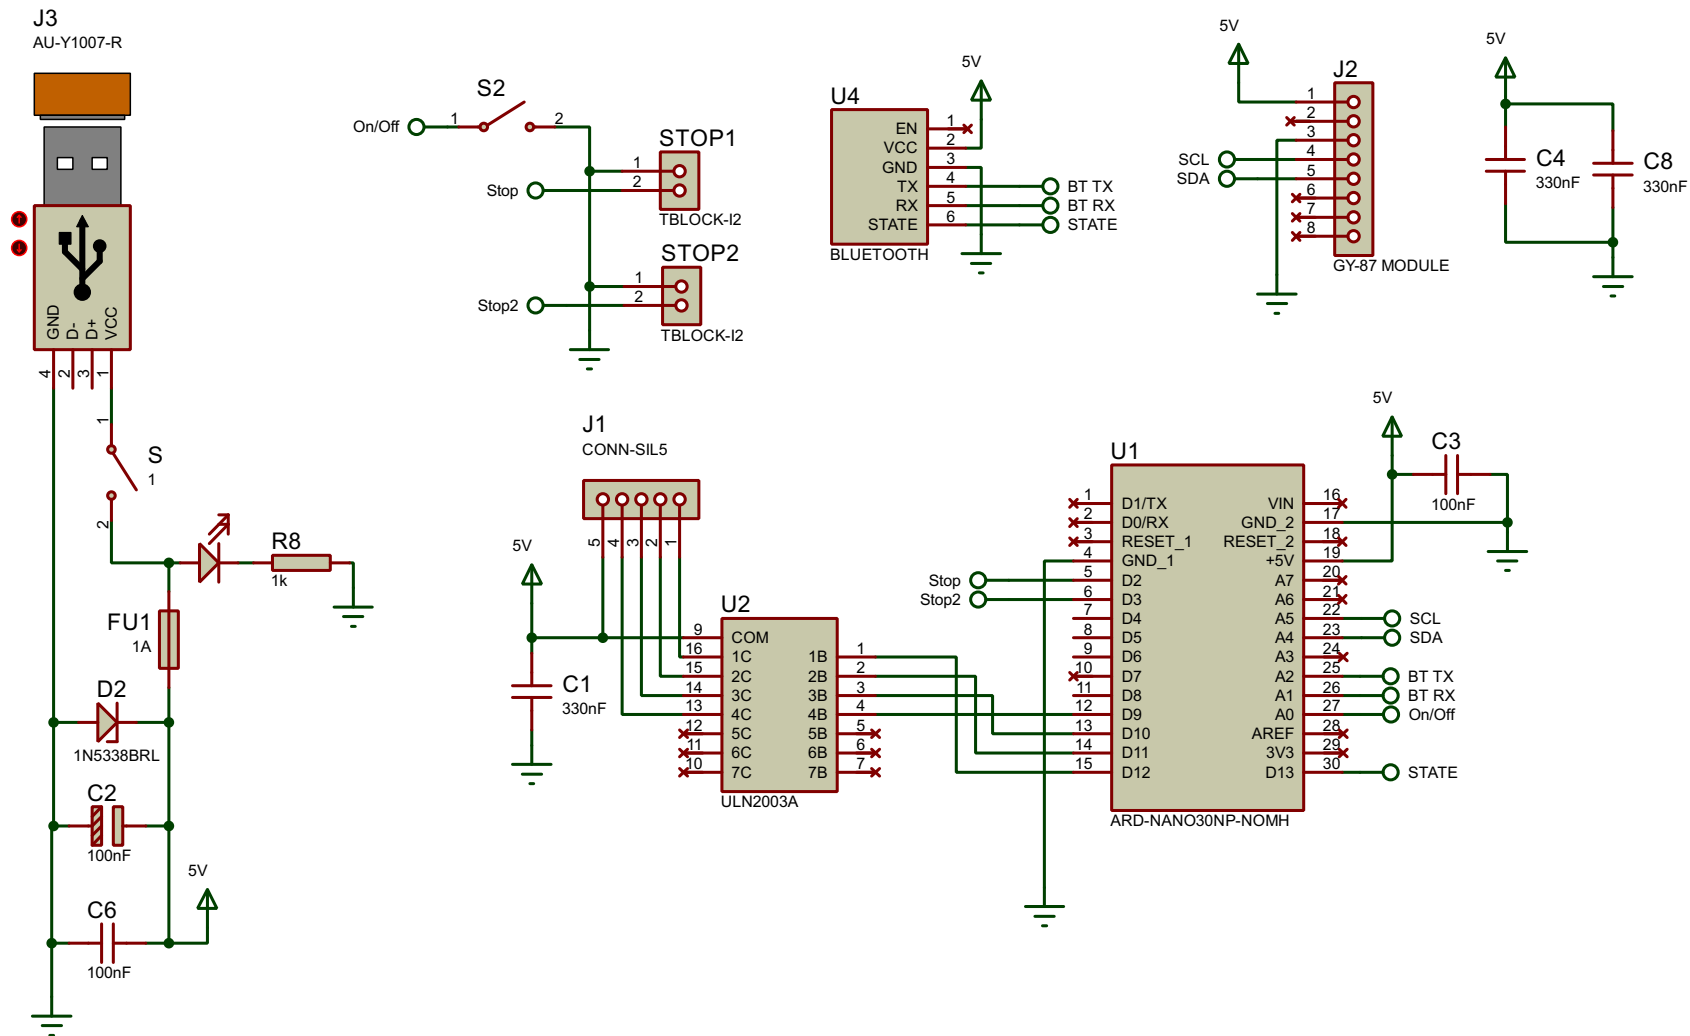 J3
AU-Y1007-R
GND
D-
D+
VCC
4
2
3
1
1
S
1
2
R8
1k
FU1
1A
D2
1N5338BRL
C2
100nF
5V
C6
100nF
S2
On/Off
1
2
STOP1
1
Stop
2
TBLOCK-I2
STOP2
1
Stop2
2
TBLOCK-I2
U4
5V
EN
1
VCC
2
GND
3
TX
4
BT TX
RX
5
BT RX
STATE
6
STATE
BLUETOOTH
5V
J2
1
2
3
SCL
4
SDA
5
6
7
8
GY-87 MODULE
5V
C4
330nF
C8
330nF
J1
CONN-SIL5
5
4
3
2
1
5V
C1
330nF
U2
9
COM
16
1C
1B
1
15
2C
2B
2
14
3C
3B
3
13
4C
4B
4
12
5C
5B
5
11
6C
6B
6
10
7C
7B
7
ULN2003A
5V
C3
100nF
U1
1
D1/TX
VIN
16
2
D0/RX
GND_2
17
3
RESET_1
RESET_2
18
4
GND_1
+5V
19
Stop
5
D2
A7
20
Stop2
6
D3
A6
21
7
D4
A5
22
SCL
8
D5
A4
23
SDA
9
D6
A3
24
10
D7
A2
25
BT TX
11
D8
A1
26
BT RX
12
D9
A0
27
On/Off
13
D10
AREF
28
14
D11
3V3
29
15
D12
D13
30
STATE
ARD-NANO30NP-NOMH